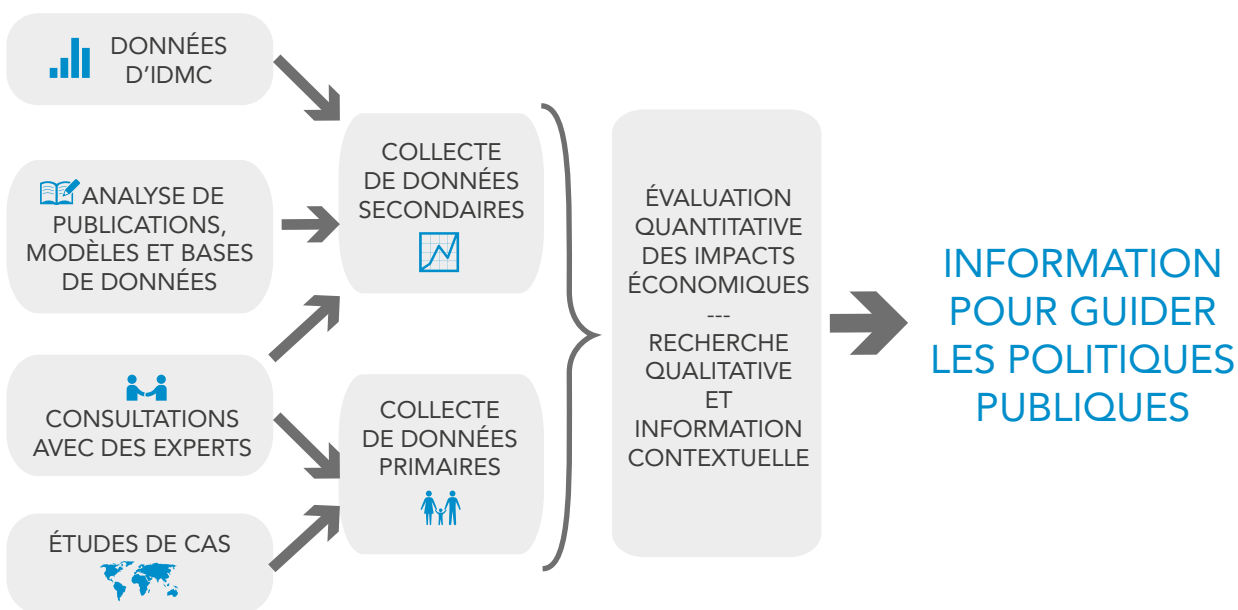 DONNÉES
D'IDMC
ANALYSE DE
PUBLICATIONS,
MODÈLES ET BASES
DE DONNÉES
CONSULTATIONS
AVEC DES EXPERTS
ÉTUDES DE CAS
COLLECTE
DE DONNÉES
SECONDAIRES
COLLECTE
DE DONNÉES
PRIMAIRES
ÉVALUATION
QUANTITATIVE
DES IMPACTS
ÉCONOMIQUES
---
RECHERCHE
QUALITATIVE
ET
INFORMATION
CONTEXTUELLE
INFORMATION
POUR GUIDER
LES POLITIQUES
PUBLIQUES